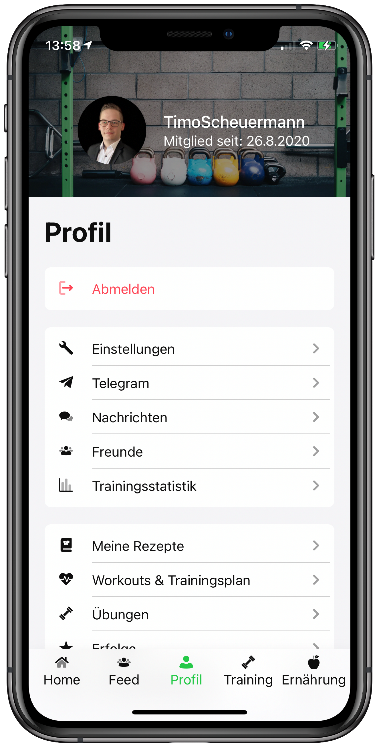 13:58
TimoScheuermann
Mitglied seit: 26.8.2020
Profil
Abmelden
Einstellungen
Telegram
Nachrichten
Freunde
Trainingsstatistik
Meine Rezepte
Workouts & Trainingsplan
Übungen
Erfolge
Home Feed Profil Training Ernährung